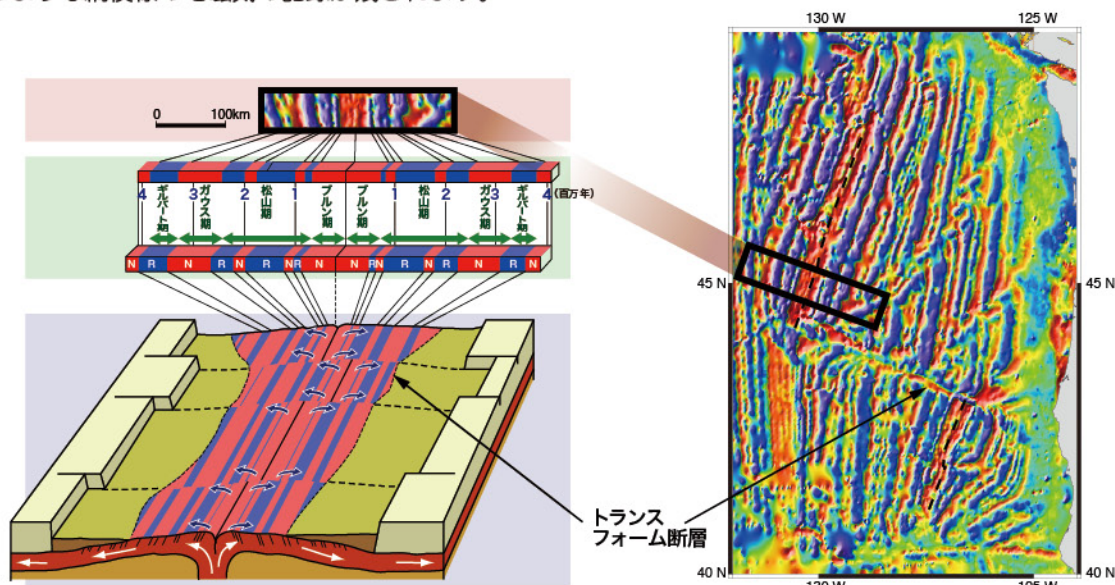 130 W 125 W
0 100km
4 3 2 1 1 2 3 4 (百万年)
ギルバート期
ガウス期
松山期
ブルン期
ブルン期
松山期
ガウス期
ギルバート期
N R N R N R N R N N R N R N R N R N
45 N 45 N
トランス
フォーム断層
40 N 40 N